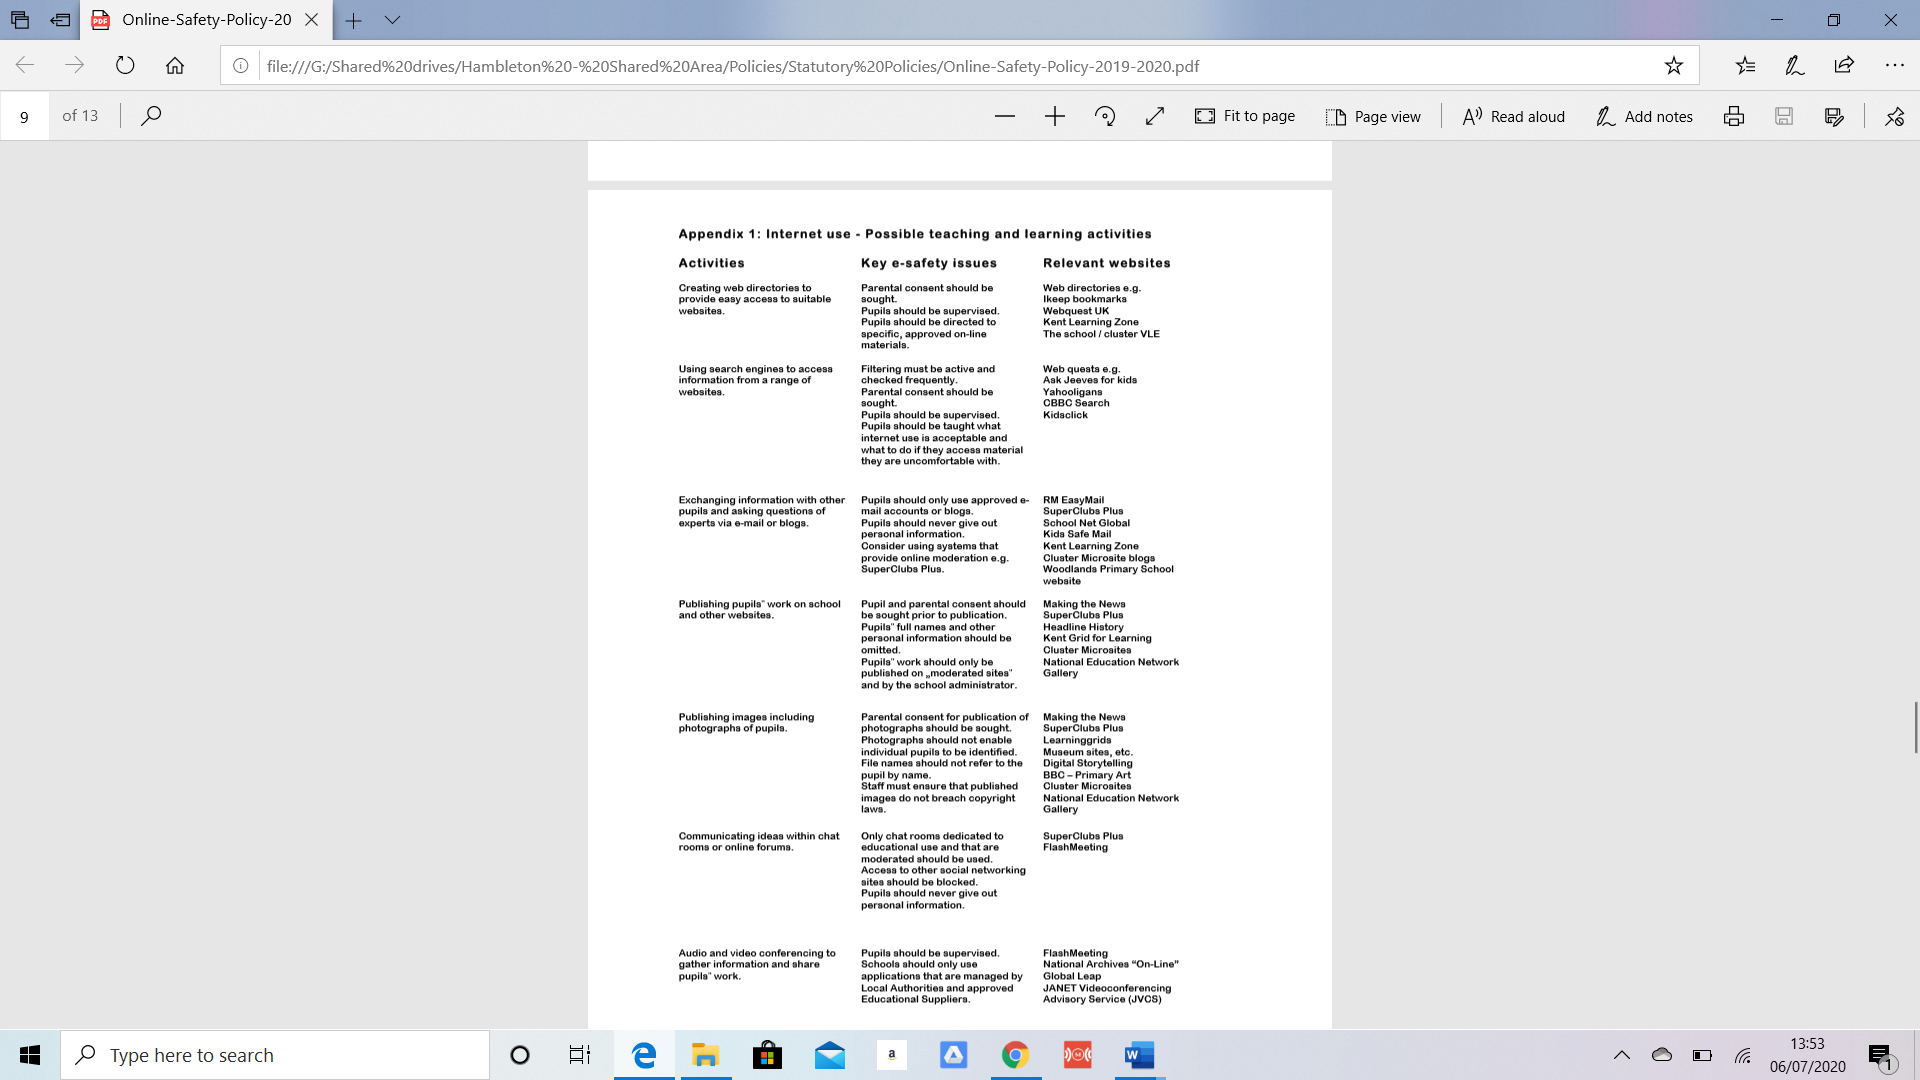 Online-Safety-Policy-20
file:///G:/Shared%20drives/Hambleton%20-%20Shared%20Area/Policies/Statutory%20Policies/Online-Safety-Policy-2019-2020.pdf
9 of 13
Fit to page
Page view
Read aloud
Add notes
Appendix 1: Internet use - Possible teaching and learning activities
Activities
Key e-safety issues
Relevant websites
Creating web directories to
provide easy access to suitable
websites.
Parental consent should be
sought.
Pupils should be supervised.
Pupils should be directed to
specific, approved on-line
materials.
Web directories e.g.
Ikeep bookmarks
Webquest UK
Kent Learning Zone
The school / cluster VLE
Using search engines to access
information from a range of
websites.
Filtering must be active and
checked frequently.
Parental consent should be
sought.
Pupils should be supervised.
Pupils should be taught what
internet use is acceptable and
what to do if they access material
they are uncomfortable with.
Web quests e.g.
Ask Jeeves for kids
Yahooligans
CBBC Search
Kidsclick
Exchanging information with other
pupils and asking questions of
experts via e-mail or blogs.
Pupils should only use approved e-
mail accounts or blogs.
Pupils should never give out
personal information.
Consider using systems that
provide online moderation e.g.
SuperClubs Plus.
RM EasyMail
SuperClubs Plus
School Net Global
Kids Safe Mail
Kent Learning Zone
Cluster Microsite blogs
Woodlands Primary School
website
Publishing pupils‟ work on school
and other websites.
Pupil and parental consent should
be sought prior to publication.
Pupils‟ full names and other
personal information should be
omitted.
Pupils‟ work should only be
published on „moderated sites‟
and by the school administrator.
Making the News
SuperClubs Plus
Headline History
Kent Grid for Learning
Cluster Microsites
National Education Network
Gallery
Publishing images including
photographs of pupils.
Parental consent for publication of
photographs should be sought.
Photographs should not enable
individual pupils to be identified.
File names should not refer to the
pupil by name.
Staff must ensure that published
images do not breach copyright
laws.
Making the News
SuperClubs Plus
Learninggrids
Museum sites, etc.
Digital Storytelling
BBC – Primary Art
Cluster Microsites
National Education Network
Gallery
Communicating ideas within chat
rooms or online forums.
Only chat rooms dedicated to
educational use and that are
moderated should be used.
Access to other social networking
sites should be blocked.
Pupils should never give out
personal information.
SuperClubs Plus
FlashMeeting
Audio and video conferencing to
gather information and share
pupils‟ work.
Pupils should be supervised.
Schools should only use
applications that are managed by
Local Authorities and approved
Educational Suppliers.
FlashMeeting
National Archives “On-Line”
Global Leap
JANET Videoconferencing
Advisory Service (JVCS)
Type here to search
13:53
06/07/2020
1